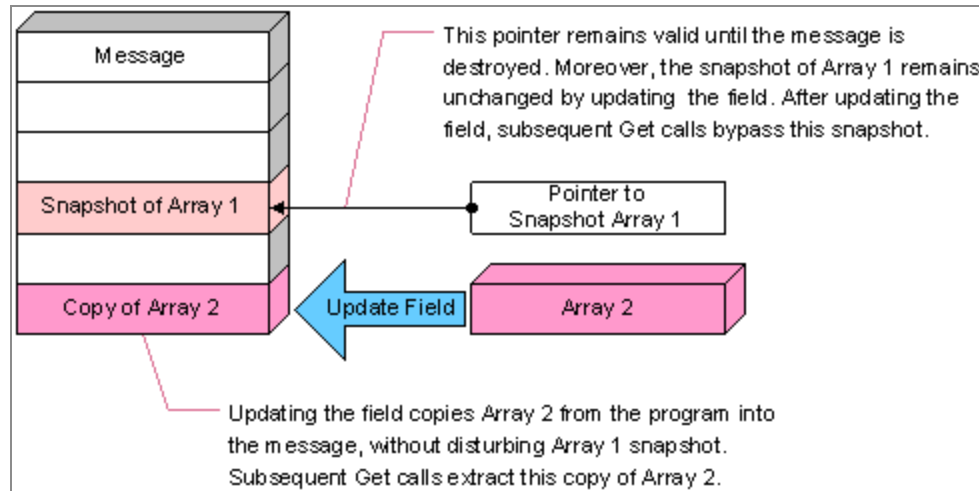 Message
This pointer remains valid until the message is
destroyed. Moreover, the snapshot of Array 1 remains
unchanged by updating the field. After updating the
field, subsequent Get calls bypass this snapshot.
Snapshot of Array 1
Pointer to
Snapshot Array 1
Copy of Array 2
Update Field
Array 2
Updating the field copies Array 2 from the program into
the message, without disturbing Array 1 snapshot.
Subsequent Get calls extract this copy of Array 2.